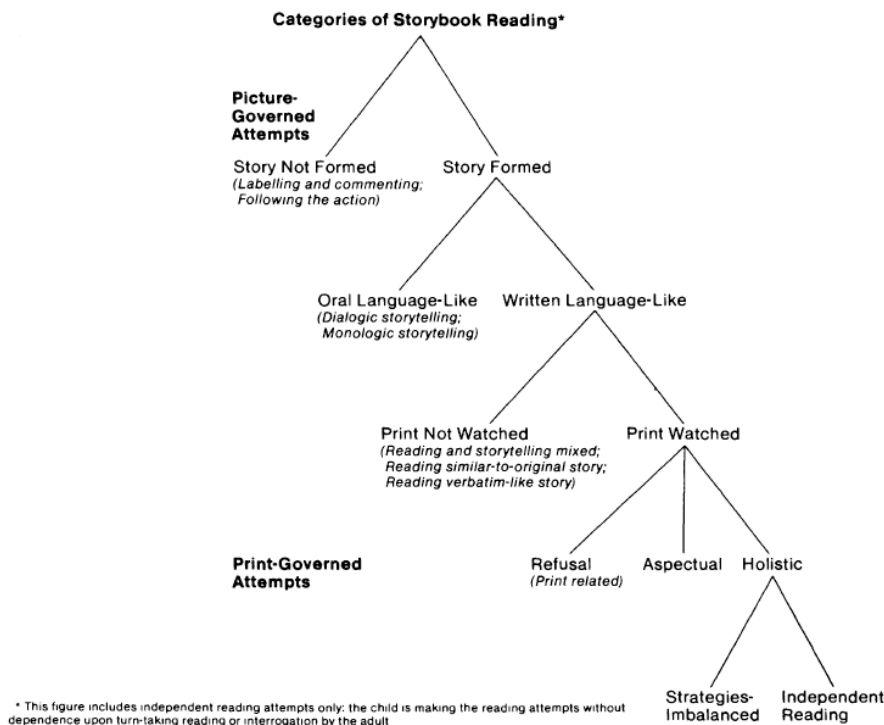 Categories of Storybook Reading*
Picture-
Governed
Attempts
Story Not Formed
(Labelling and commenting;
Following the action)
Story Formed
Oral Language-Like
(Dialogic storytelling;
Monologic storytelling)
Written Language-Like
Print Not Watched
(Reading and storytelling mixed;
Reading similar-to-original story;
Reading verbatim-like story)
Print Watched
Print-Governed
Attempts
Refusal
(Print related)
Aspectual
Holistic
Strategies-
Imbalanced
Independent
Reading
* This figure includes independent reading attempts only: the child is making the reading attempts without
dependence upon turn-taking reading or interrogation by the adult